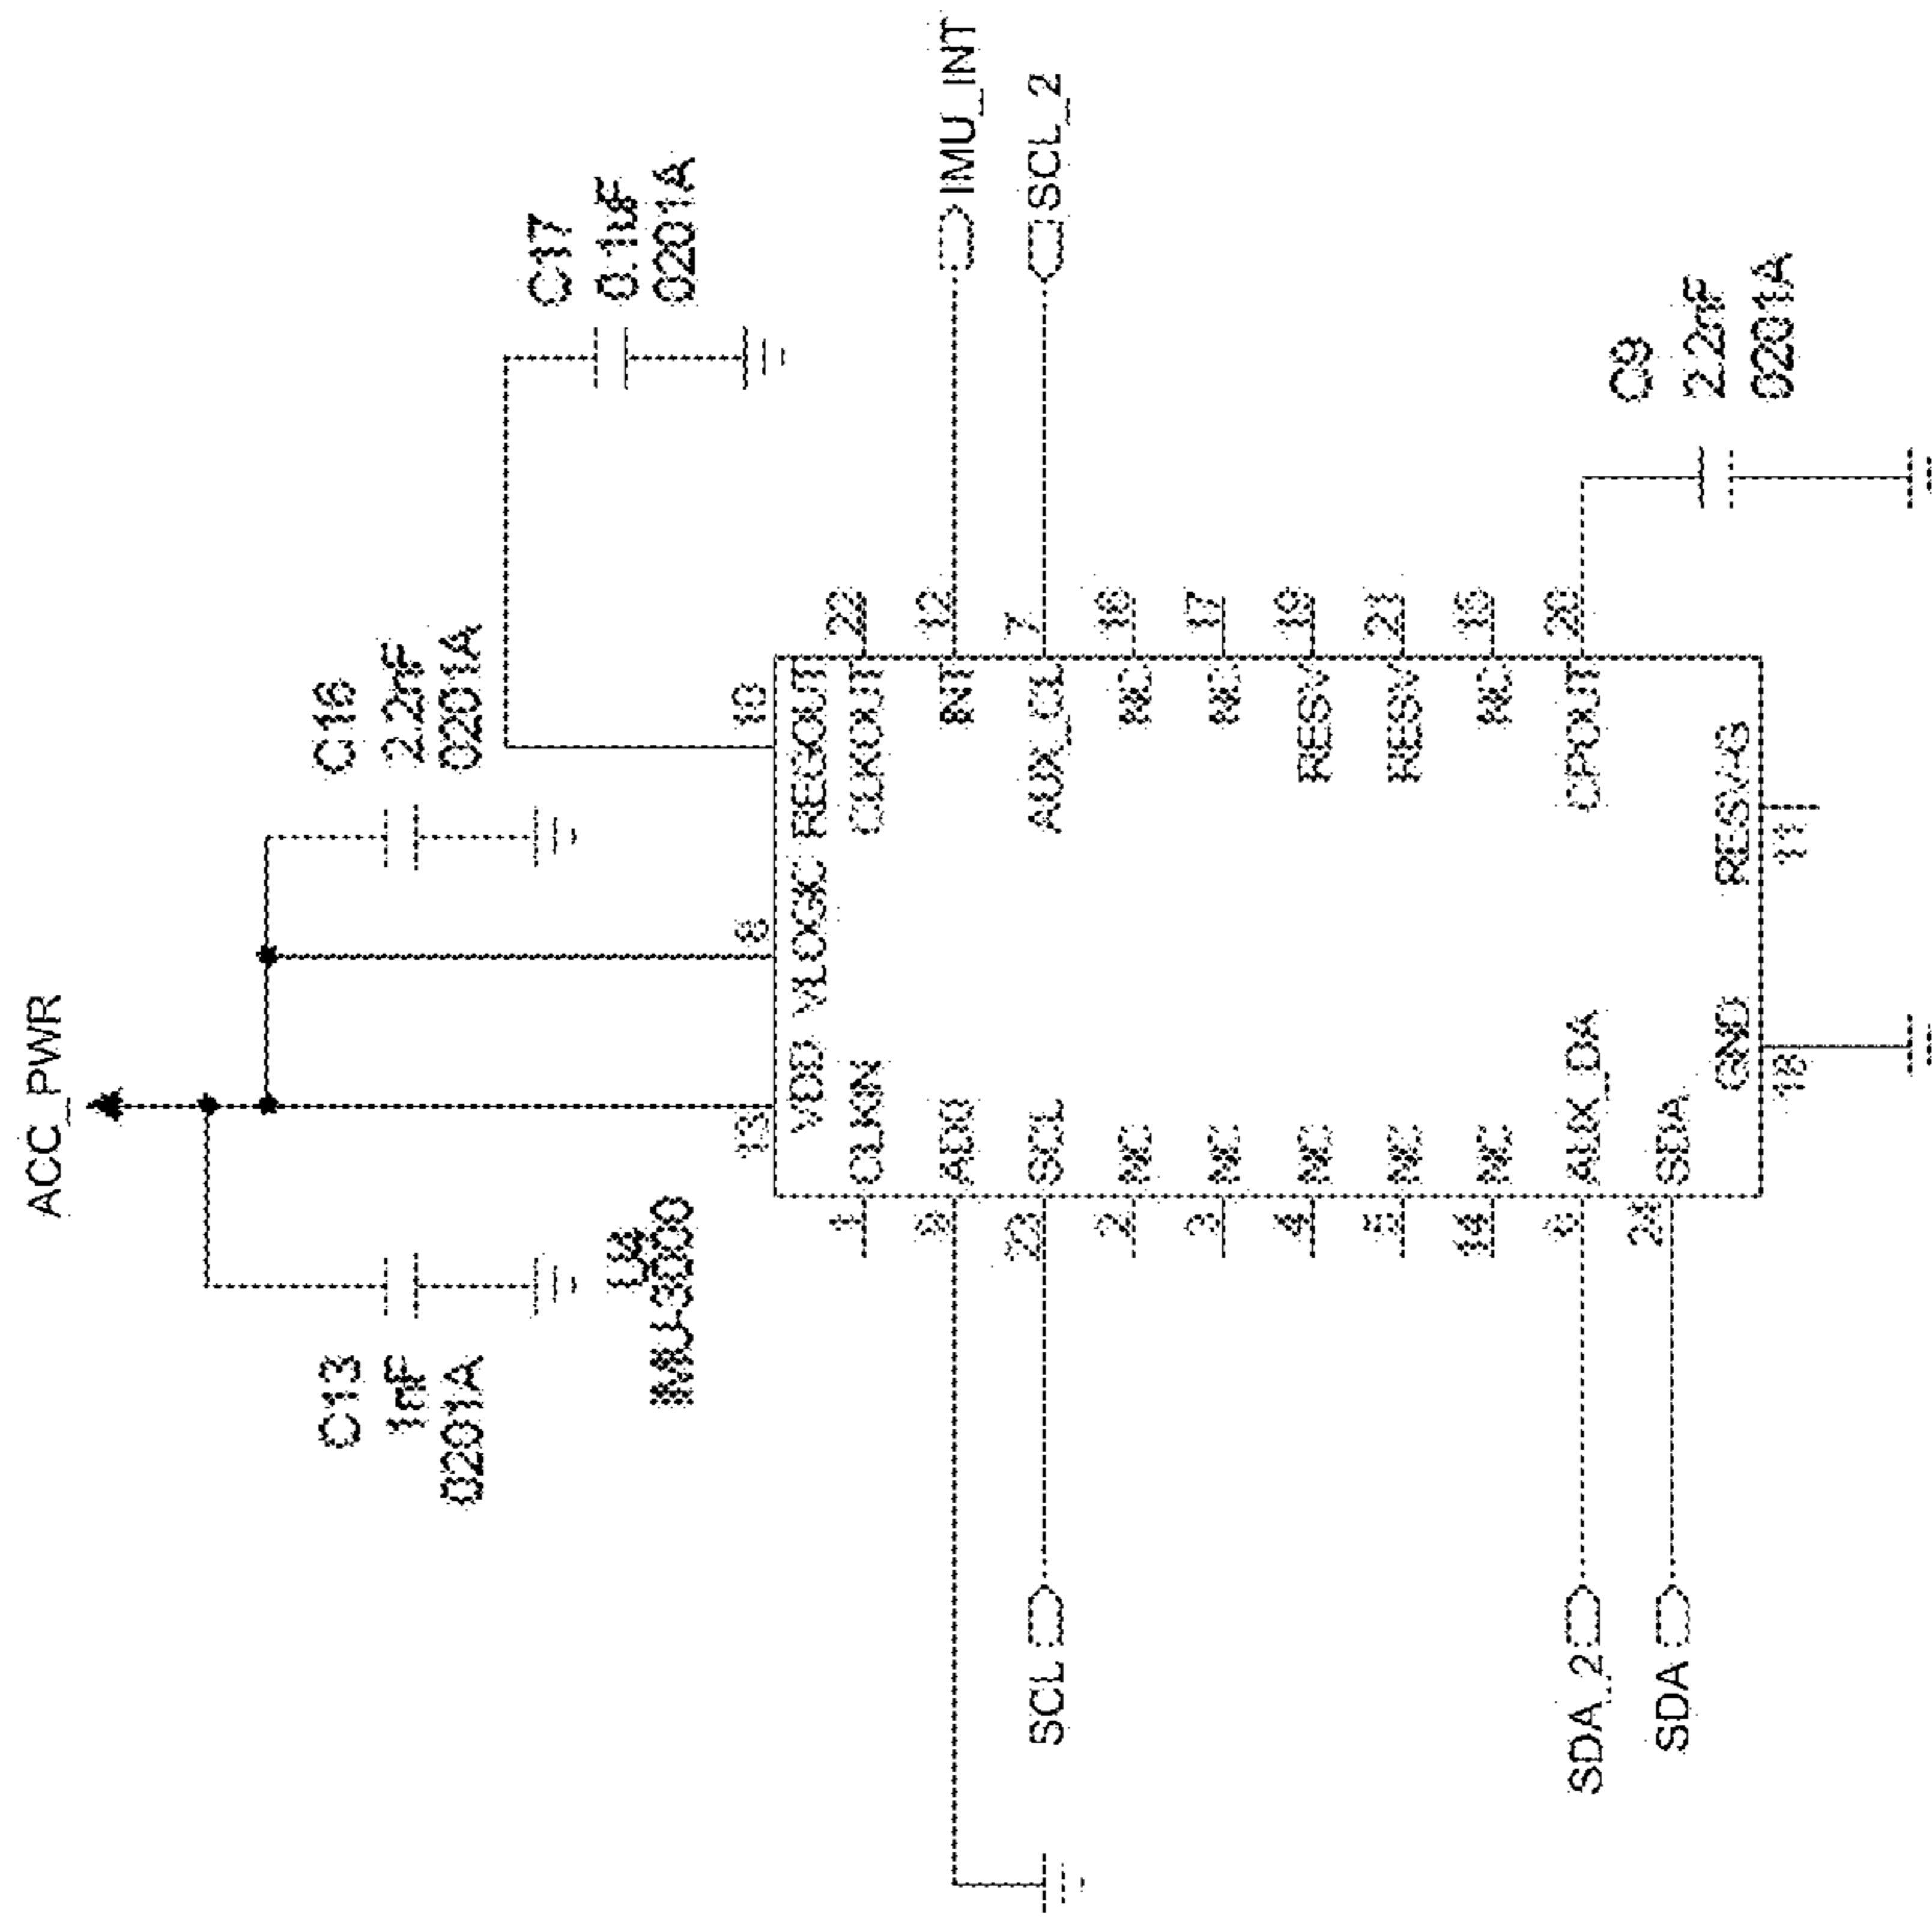 ACC_PWR
C13
1nF
0201A
C16
2.2nF
0201A
C17
0.1uF
0201A
U4
IMU-3000
13
8
10
VDD VLOGIC REGOUT
1 CLKIN
CLKOUT 22
9 AD0
INT 12
IMU_INT
SCL
23 SCL
AUX_CL 7
SCL_2
2 NC
NC 16
3 NC
NC 17
4 NC
RESV 19
5 NC
RESV 21
14 NC
NC 15
SDA_2
6 AUX_DA
CPOUT 20
SDA
24 SDA
GND
RESV-G
18
11
C9
2.2nF
0201A